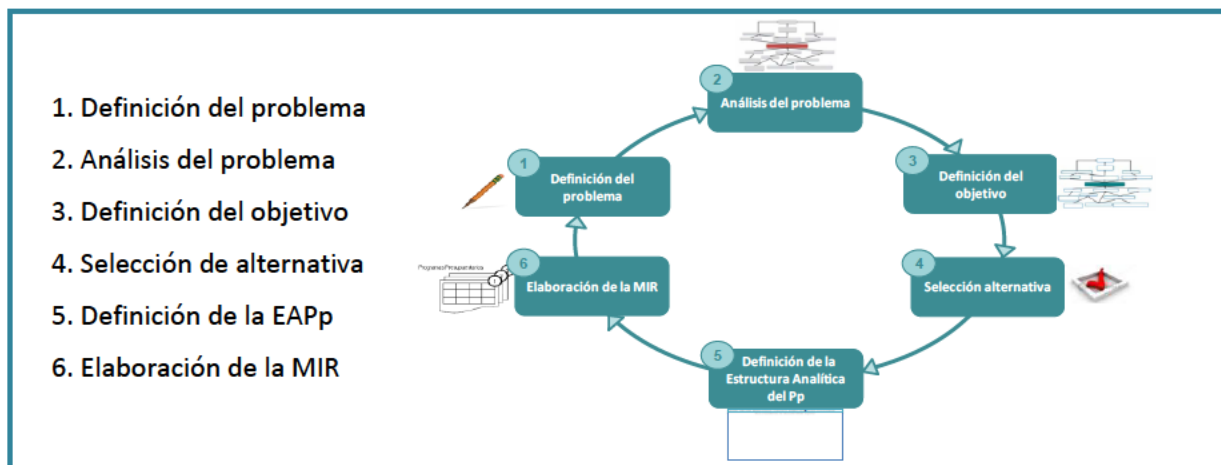 1. Definición del problema
2. Análisis del problema
3. Definición del objetivo
4. Selección de alternativa
5. Definición de la EAPp
6. Elaboración de la MIR
2
Análisis del problema
1
Definición del
problema
3
Definición del
objetivo
6
Elaboración de la MIR
4
Selección alternativa
5
Definición de la
Estructura Analítica
del Pp